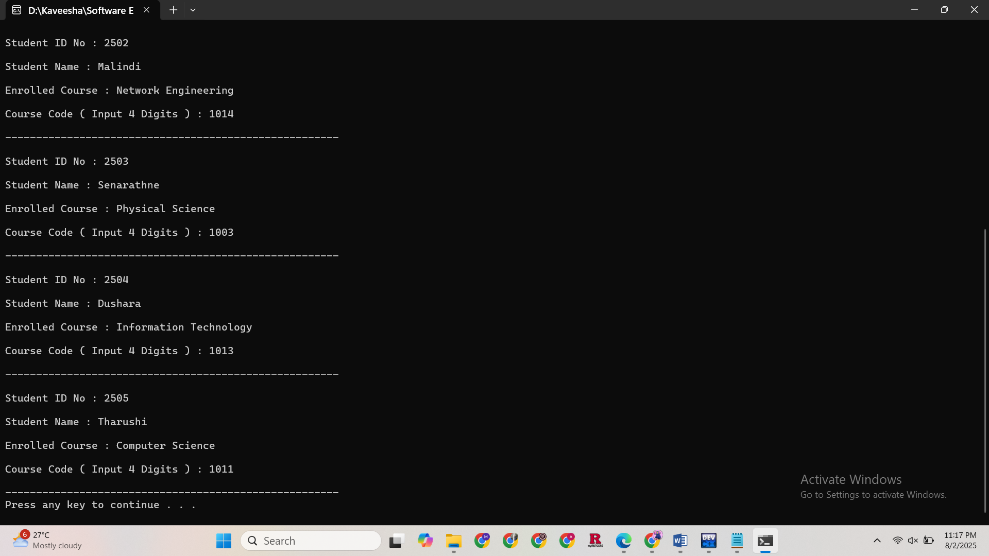 D:\Kaveesha\Software E
Student ID No : 2502
Student Name : Malindi
Enrolled Course : Network Engineering
Course Code ( Input 4 Digits ) : 1014
------------------------------------------------------
Student ID No : 2503
Student Name : Senarathne
Enrolled Course : Physical Science
Course Code ( Input 4 Digits ) : 1003
------------------------------------------------------
Student ID No : 2504
Student Name : Dushara
Enrolled Course : Information Technology
Course Code ( Input 4 Digits ) : 1013
------------------------------------------------------
Student ID No : 2505
Student Name : Tharushi
Enrolled Course : Computer Science
Course Code ( Input 4 Digits ) : 1011
------------------------------------------------------
Press any key to continue . . .
Activate Windows
Go to Settings to activate Windows.
6
27°C
Mostly cloudy
Search
R
DEV
11:17 PM
8/2/2025